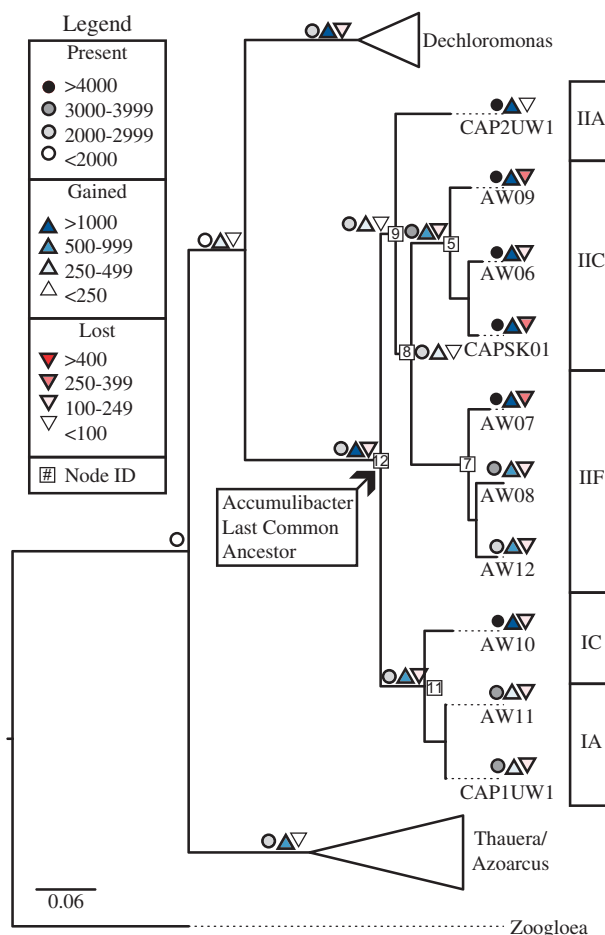 Legend
Present
>4000
3000-3999
2000-2999
<2000
Gained
>1000
500-999
250-499
<250
Lost
>400
250-399
100-249
<100
# Node ID
Dechloromonas
CAP2UW1
IIA
9
5
AW09
AW06
CAPSK01
IIC
8
7
AW07
AW08
AW12
IIF
12
Accumulibacter
Last Common
Ancestor
AW10
IC
11
AW11
CAP1UW1
IA
Thauera/
Azoarcus
0.06
Zoogloea